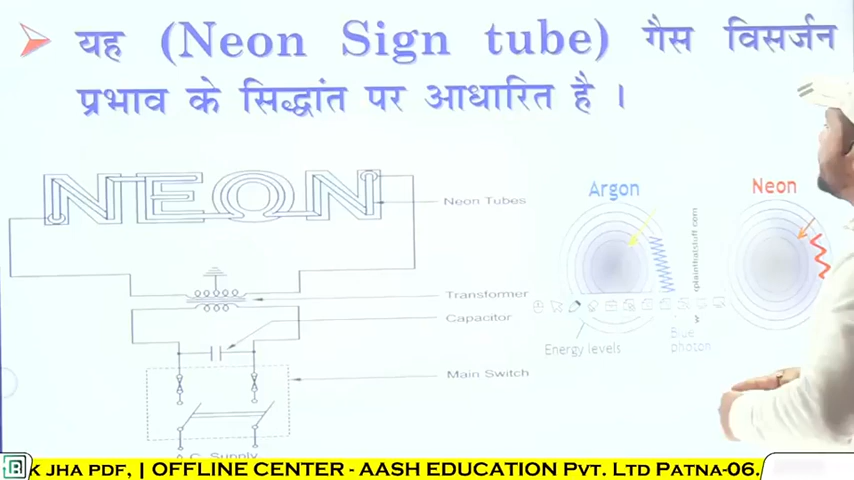 यह (Neon Sign tube) गैस विसर्जन
प्रभाव के सिद्धांत पर आधारित है ।
NEON
Neon Tubes
Transformer
Capacitor
Main Switch
A.C. Supply
Argon
Neon
Energy levels
Blue
photon
K JHA PDF, | OFFLINE CENTER - AASH EDUCATION PVT. LTD PATNA-06.